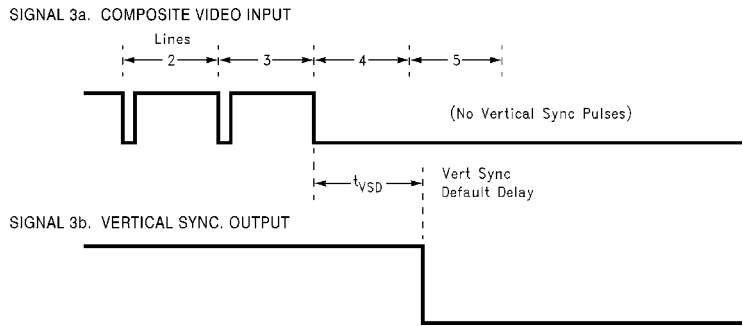 SIGNAL 3a. COMPOSITE VIDEO INPUT
Lines
2 3 4 5
(No Vertical Sync Pulses)
tVSD
Vert Sync
Default Delay
SIGNAL 3b. VERTICAL SYNC. OUTPUT